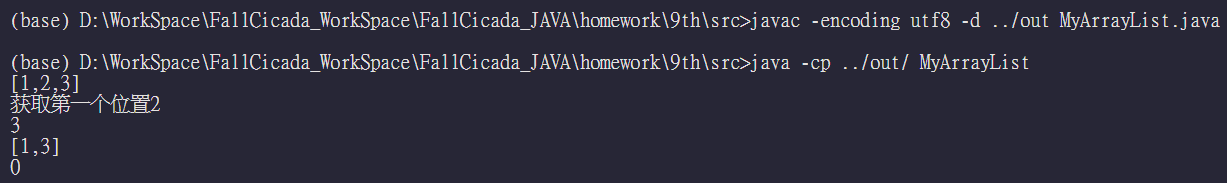 (base) D:\WorkSpace\FallCicada_WorkSpace\FallCicada_JAVA\homework\9th\src>javac -encoding utf8 -d ../out MyArrayList.java
(base) D:\WorkSpace\FallCicada_WorkSpace\FallCicada_JAVA\homework\9th\src>java -cp ../out/ MyArrayList
[1,2,3]
获取第一个位置2
3
[1,3]
0